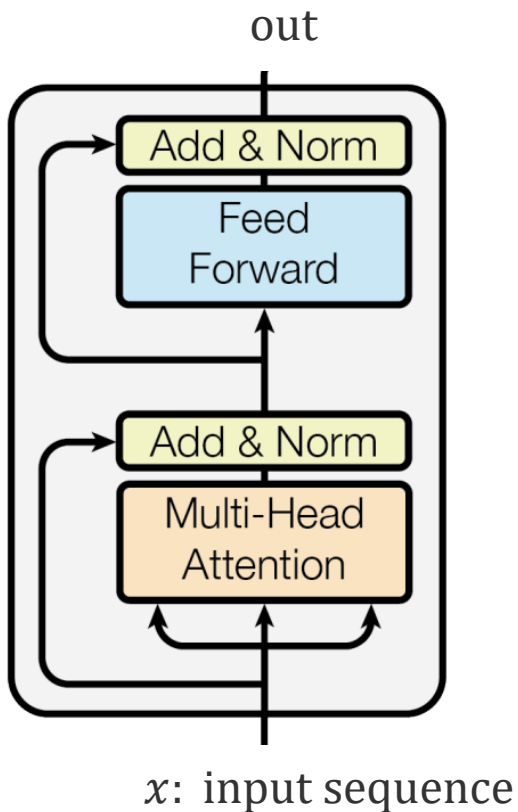 out
Add & Norm
Feed
Forward
Add & Norm
Multi-Head
Attention
x: input sequence